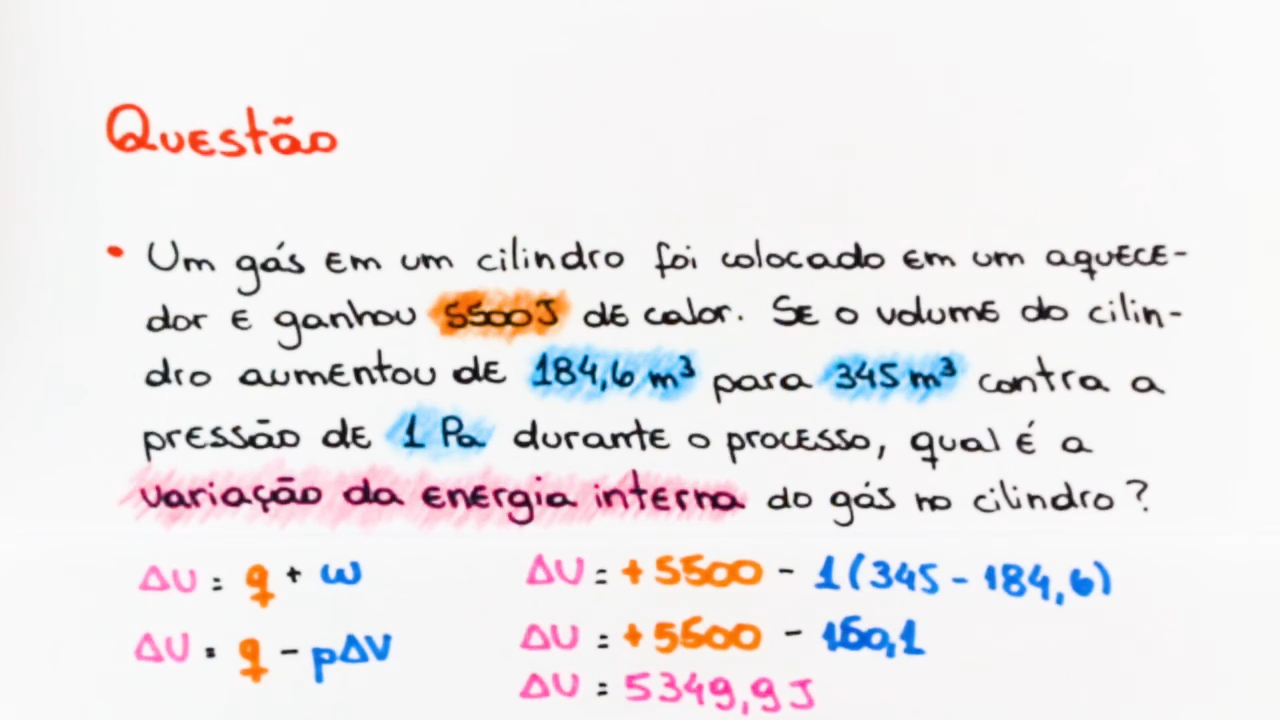 Questão
• Um gás em um cilindro foi colocado em um aquece-
dor e ganhou 5500J de calor. Se o volume do cilin-
dro aumentou de 184,6 m³ para 345 m³ contra a
pressão de 1 Pa durante o processo, qual é a
variação da energia interna do gás no cilindro?
ΔU = q + w
ΔU = q - pΔV
ΔU = +5500 - 1(345 - 184,6)
ΔU = +5500 - 150,1
ΔU = 5349,9 J